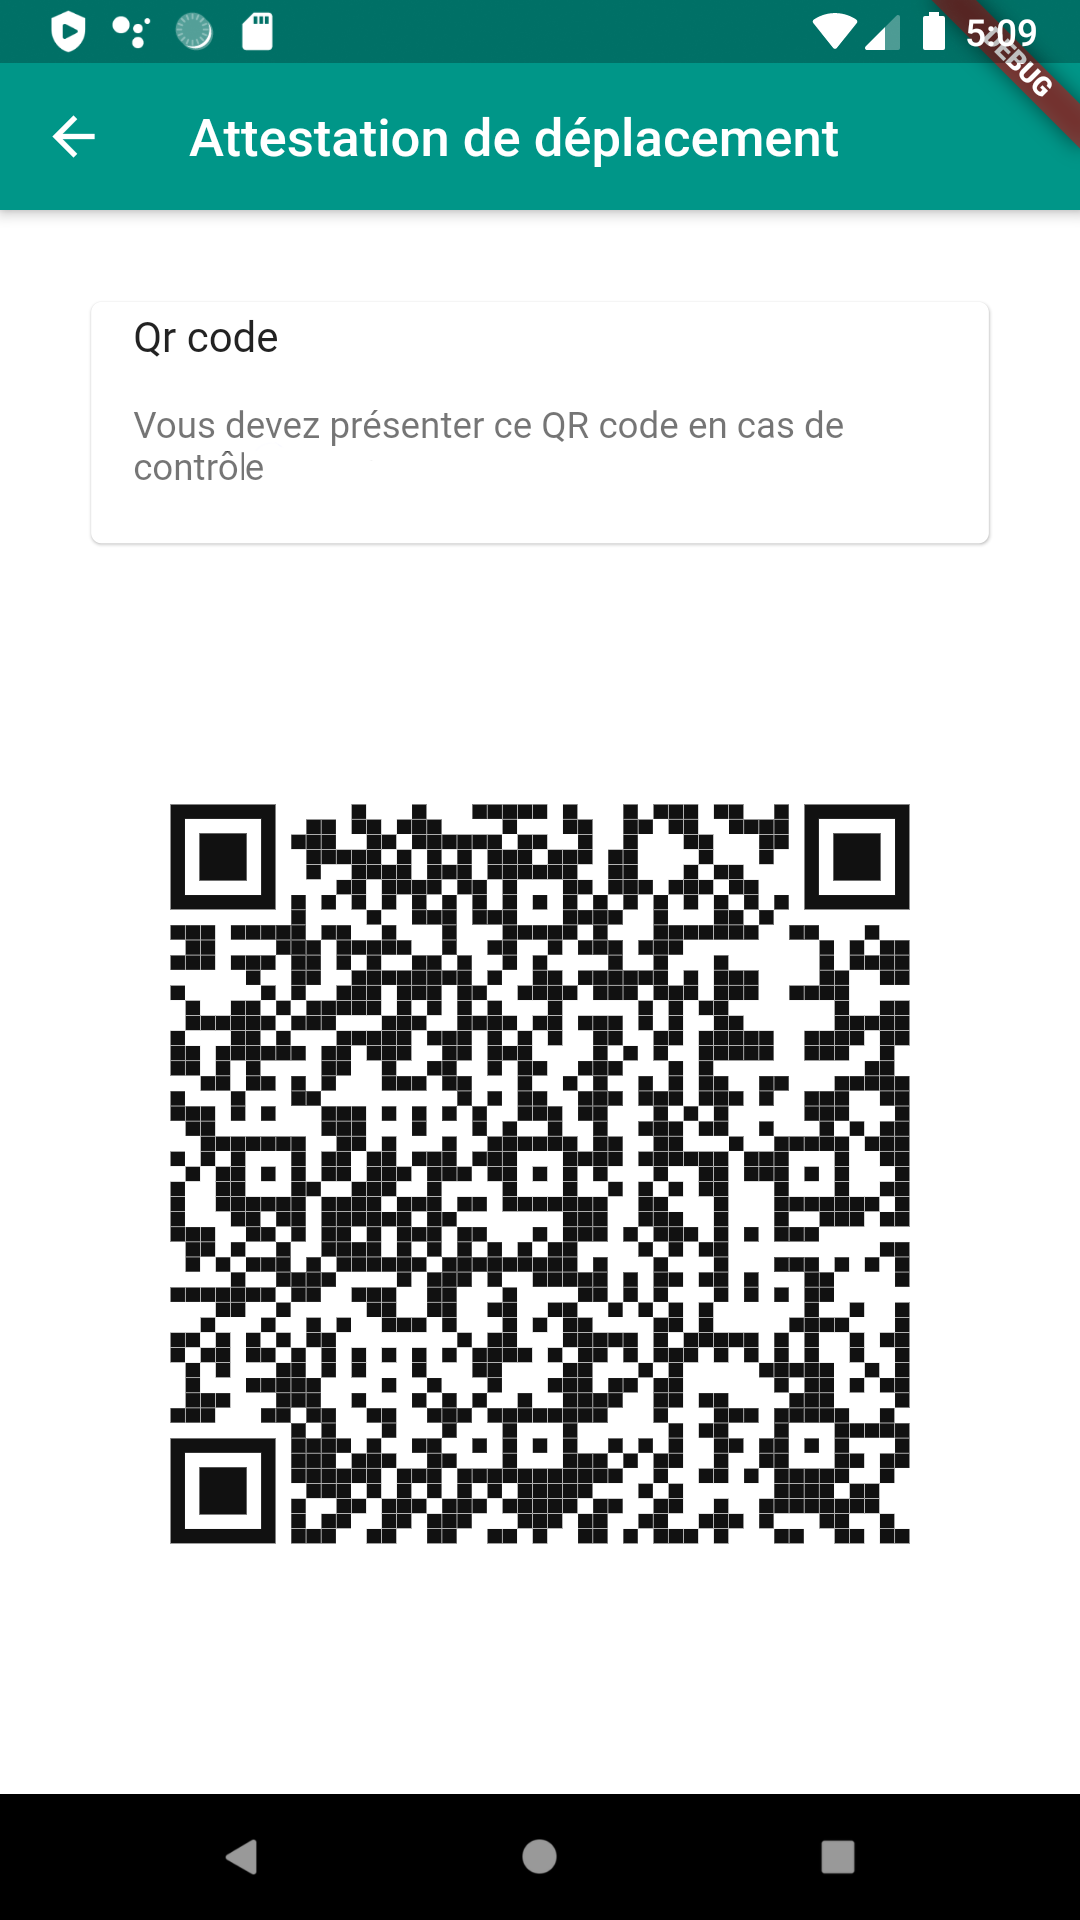 5:09
DEBUG
Attestation de déplacement
Qr code
Vous devez présenter ce QR code en cas de
contrôle